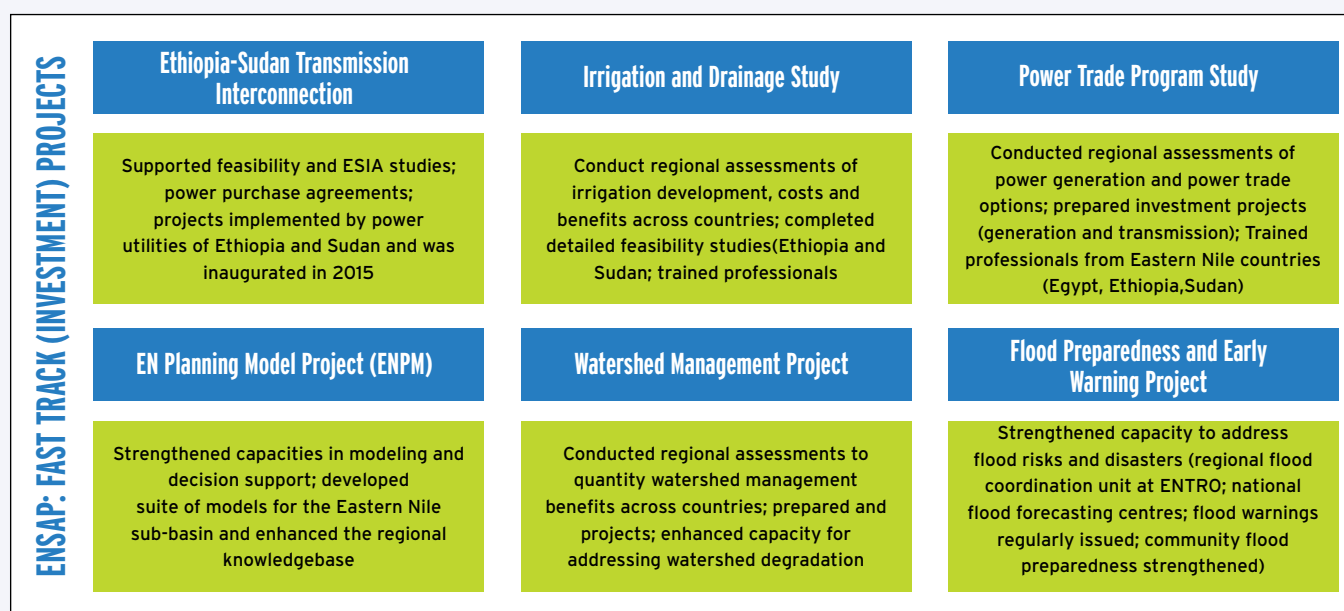 ENSAP: FAST TRACK (INVESTMENT) PROJECTS
Ethiopia-Sudan Transmission
Interconnection
Supported feasibility and ESIA studies;
power purchase agreements;
projects implemented by power
utilities of Ethiopia and Sudan and was
inaugurated in 2015
Irrigation and Drainage Study
Conduct regional assessments of
irrigation development, costs and
benefits across countries; completed
detailed feasibility studies(Ethiopia and
Sudan; trained professionals
Power Trade Program Study
Conducted regional assessments of
power generation and power trade
options; prepared investment projects
(generation and transmission); Trained
professionals from Eastern Nile countries
(Egypt, Ethiopia,Sudan)
EN Planning Model Project (ENPM)
Strengthened capacities in modeling and
decision support; developed
suite of models for the Eastern Nile
sub-basin and enhanced the regional
knowledgebase
Watershed Management Project
Conducted regional assessments to
quantity watershed management
benefits across countries; prepared and
projects; enhanced capacity for
addressing watershed degradation
Flood Preparedness and Early
Warning Project
Strengthened capacity to address
flood risks and disasters (regional flood
coordination unit at ENTRO; national
flood forecasting centres; flood warnings
regularly issued; community flood
preparedness strengthened)